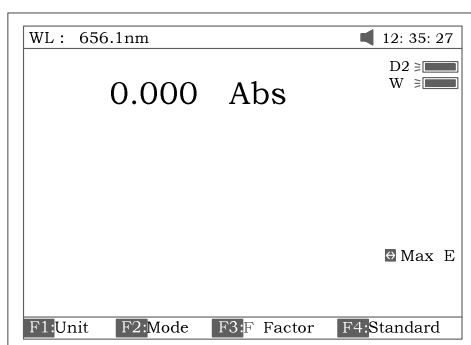 WL : 656.1nm 12: 35: 27
D2
0.000 Abs
W
Max E
F1:Unit F2:Mode F3:F Factor F4:Standard